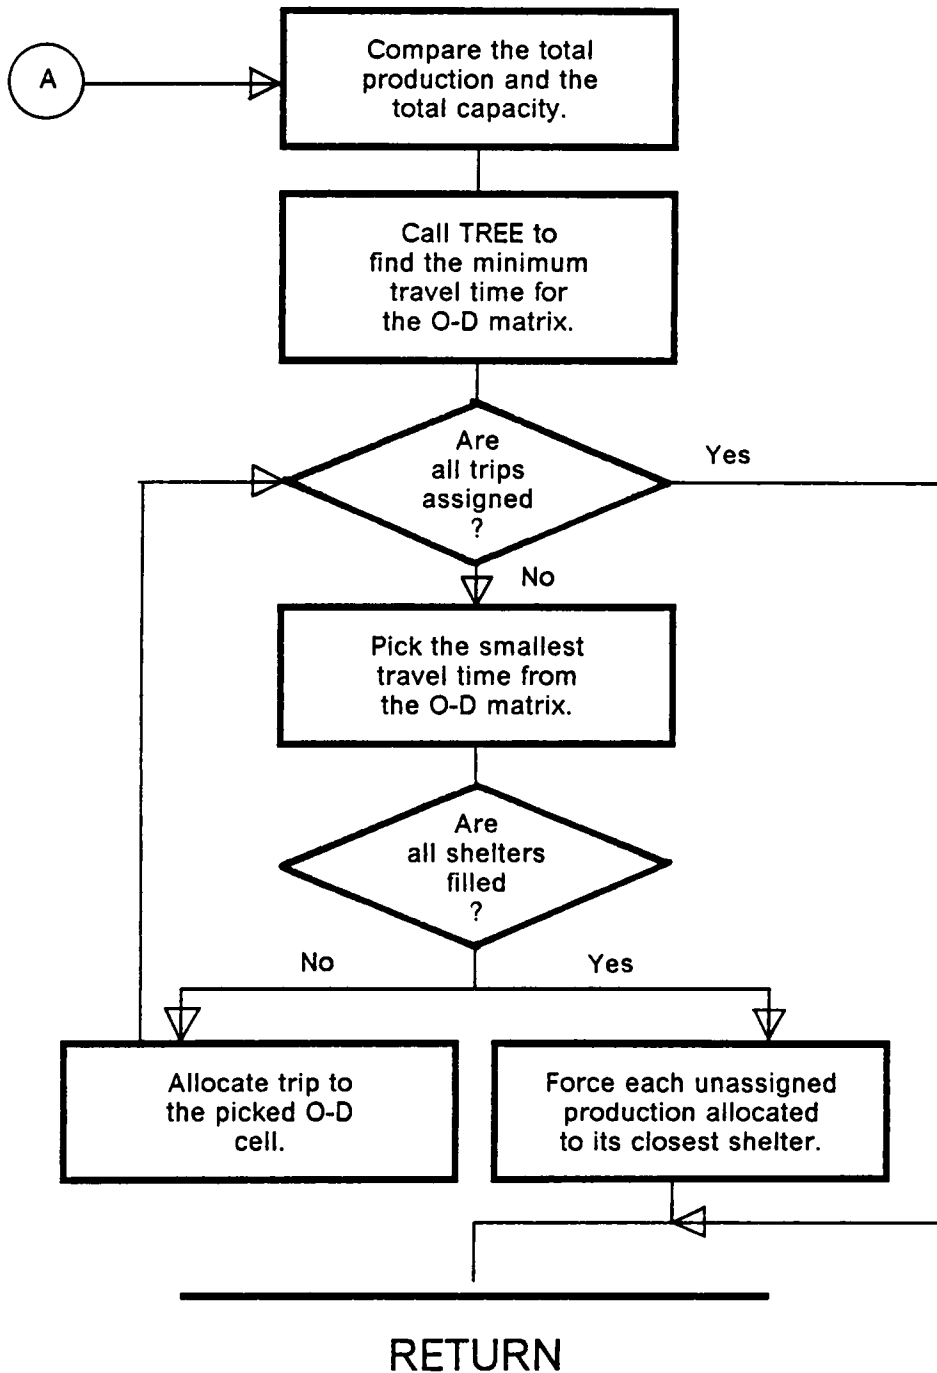 A
Compare the total
production and the
total capacity.
Call TREE to
find the minimum
travel time for
the O-D matrix.
Are
all trips
assigned
?
Yes
No
Pick the smallest
travel time from
the O-D matrix.
Are
all shelters
filled
?
No
Yes
Allocate trip to
the picked O-D
cell.
Force each unassigned
production allocated
to its closest shelter.
RETURN